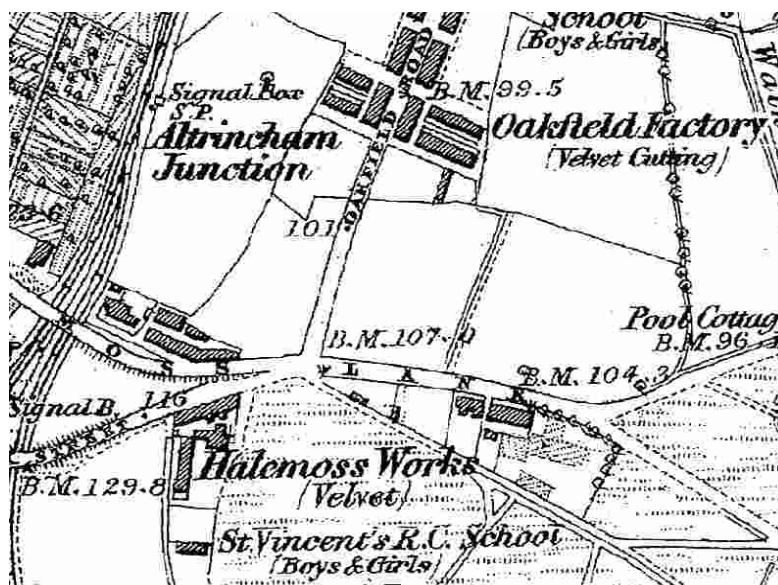 School
(Boys & Girls)
Signal Box
S.P.
B.M. 99.5
Altrincham
Junction
OAKFIELD ROAD
Oakfield Factory
(Velvet Cutting)
101
B.M. 107.0
Pool Cottag
B.M. 96
MOSS LANE
B.M. 104.3
Signal B.
116
STREET
Halemoss Works
(Velvet)
B.M. 129.8
St. Vincent's R.C. School
(Boys & Girls)